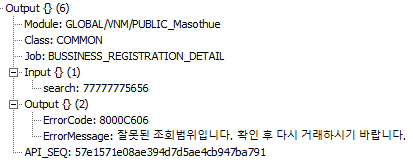 Output {} (6)
Module: GLOBAL/VNM/PUBLIC_Masothue
Class: COMMON
Job: BUSSINESS_REGISTRATION_DETAIL
Input {} (1)
search: 77777775656
Output {} (2)
ErrorCode: 8000C606
ErrorMessage: 잘못된 조회범위입니다. 확인 후 다시 거래하시기 바랍니다.
API_SEQ: 57e1571e08ae394d7d5ae4cb947ba791